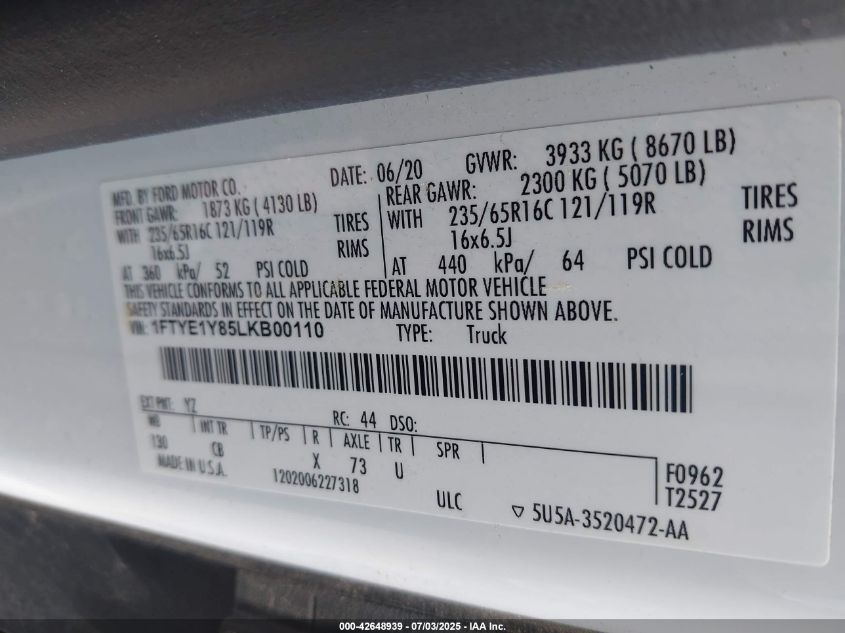 MFD. BY FORD MOTOR CO.
DATE: 06/20
GVWR: 3933 KG ( 8670 LB)
FRONT GAWR: 1873 KG ( 4130 LB)
WITH 235/65R16C 121/119R TIRES
16x6.5J RIMS
AT 360 kPa/ 52 PSI COLD
REAR GAWR: 2300 KG ( 5070 LB)
WITH 235/65R16C 121/119R TIRES
16x6.5J RIMS
AT 440 kPa/ 64 PSI COLD
THIS VEHICLE CONFORMS TO ALL APPLICABLE FEDERAL MOTOR VEHICLE
SAFETY STANDARDS IN EFFECT ON THE DATE OF MANUFACTURE SHOWN ABOVE.
VIN: 1FTYE1Y85LKB00110
TYPE: Truck
EXT PNT: YZ
RC: 44 DSO:
WB INT TR TP/PS R AXLE TR SPR
130 CB X 73 U
MADE IN U.S.A.
1202006227318
ULC
F0962
T2527
▽ 5U5A-3520472-AA
000-42648939 - 07/03/2025 - IAA Inc.